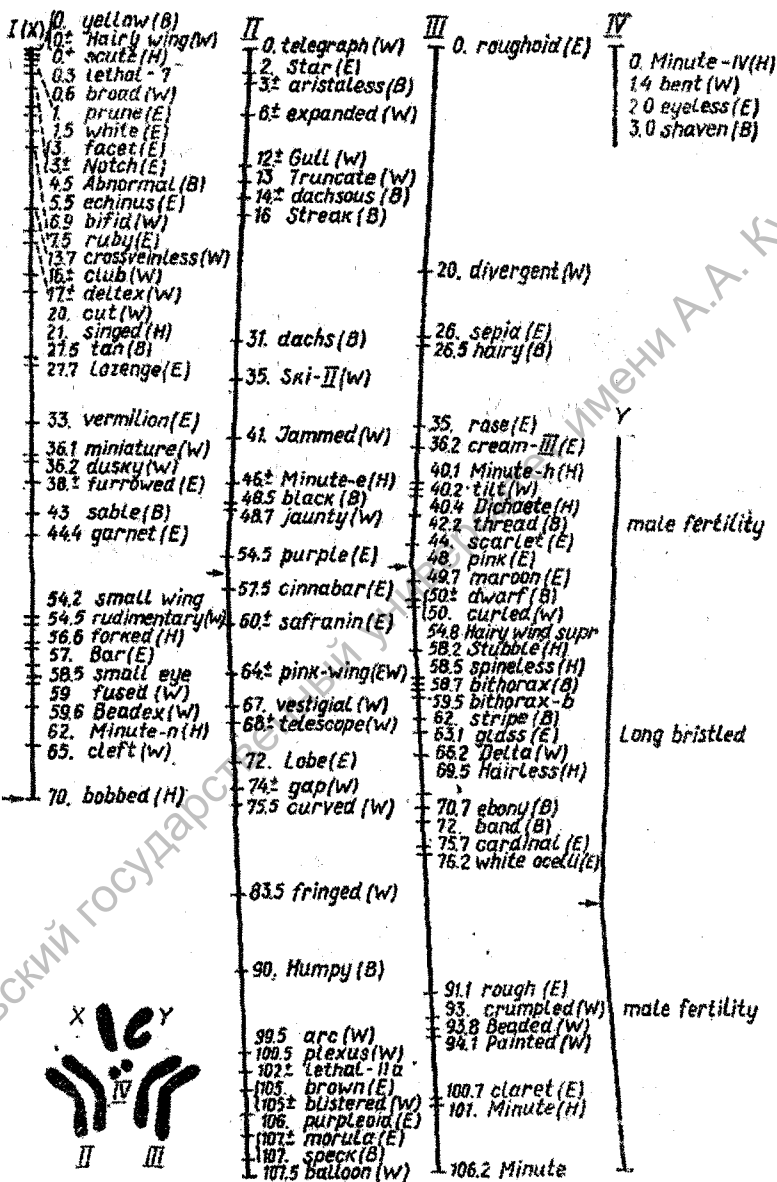 I (X)
0. yellow (B)
0± Hairy wing (W)
0.+ scute (H)
0.3 lethal-7
0.6 broad (W)
1. prune (E)
1.5 white (E)
3. facet (E)
3± Notch (E)
4.5 Abnormal (B)
5.5 echinus (E)
6.9 bifid (W)
7.5 ruby (E)
13.7 crossveinless (W)
16± club (W)
17± deltex (W)
20. cut (W)
21. singed (H)
27.5 tan (B)
27.7 Lozenge (E)
33. vermilion (E)
36.1 miniature (W)
36.2 dusky (W)
38.± furrowed (E)
43 sable (B)
44.4 garnet (E)
54.2 small wing
54.5 rudimentary (W)
56.6 forked (H)
57. Bar (E)
58.5 small eye
59 fused (W)
59.6 Beadex (W)
62. Minute-n (H)
65. cleft (W)
70. bobbed (H)
II
0. telegraph (W)
2. Star (E)
3± aristaless (B)
6± expanded (W)
12± Gull (W)
13 Truncate (W)
14± dachsous (B)
16 Streak (B)
31. dachs (B)
35. Ski-II (W)
41. Jammed (W)
46± Minute-e (H)
48.5 black (B)
48.7 jaunty (W)
54.5 purple (E)
57.5 cinnabar (E)
60± safranin (E)
64± pink-wing (EW)
67. vestigial (W)
68± telescope (W)
72. Lobe (E)
74± gap (W)
75.5 curved (W)
83.5 fringed (W)
90. Humpy (B)
99.5 arc (W)
100.5 plexus (W)
102± lethal-IIa
105. brown (E)
105± blistered (W)
106. purpleoid (E)
107± morula (E)
107. speck (B)
107.5 balloon (W)
III
0. roughoid (E)
20. divergent (W)
26. sepia (E)
26.5 hairy (B)
35. rose (E)
36.2 cream-III (E)
40.1 Minute-h (H)
40.2 tilt (W)
40.4 Dichaete (H)
42.2 thread (B)
44. scarlet (E)
48. pink (E)
49.7 maroon (E)
50± dwarf (B)
50. curled (W)
54.8 Hairy wind supr
58.2 Stubble (H)
58.5 spineless (H)
58.7 bithorax (B)
59.5 bithorax-b
62. stripe (B)
63.1 glass (E)
66.2 Delta (W)
69.5 Hairless (H)
70.7 ebony (B)
72. band (B)
75.7 cardinal (E)
76.2 white ocelli (E)
91.1 rough (E)
93. crumpled (W)
93.8 Beaded (W)
94.1 Painted (W)
100.7 claret (E)
101. Minute (H)
106.2 Minute
IV
0. Minute-IV (H)
1.4 bent (W)
2.0 eyeless (E)
3.0 shaven (B)
Y
male fertility
Long bristled
male fertility
X Y
IV
II III
государственный университет имени А.А.